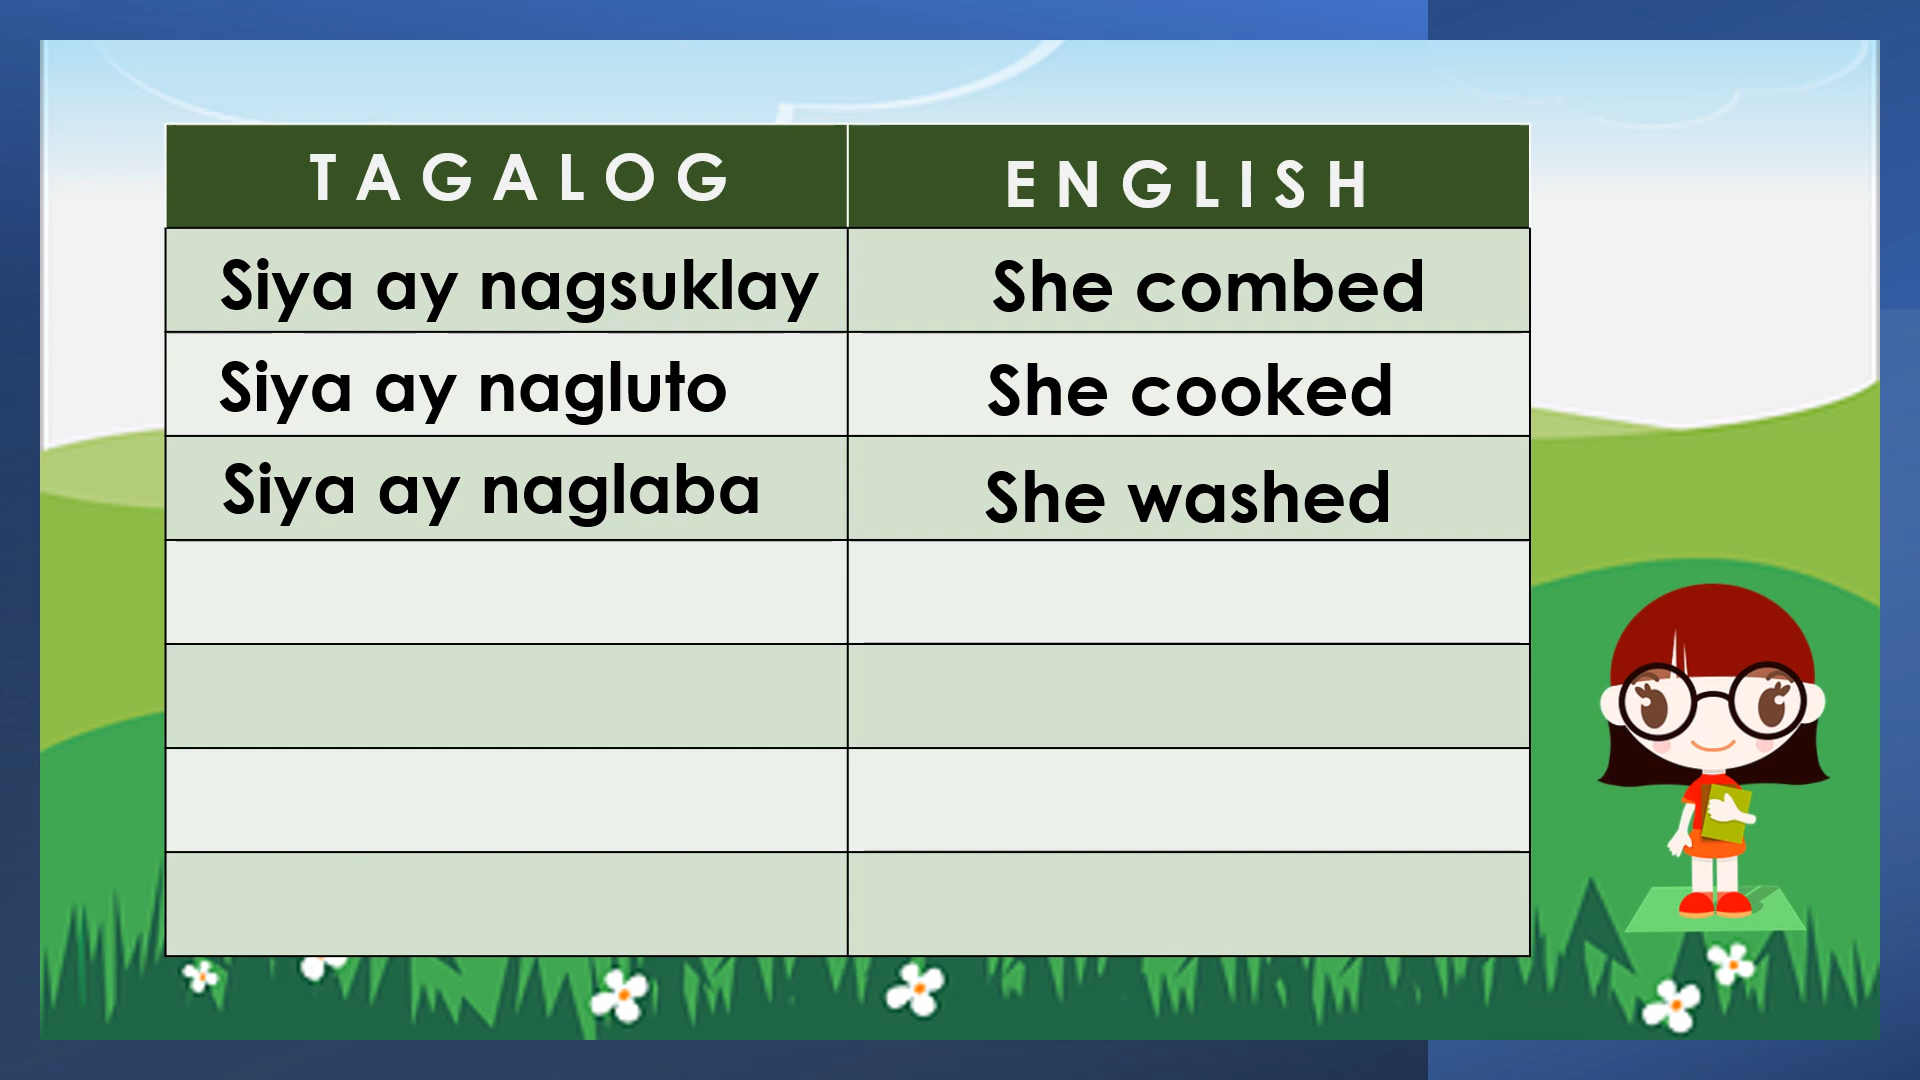 TAGALOG ENGLISH
Siya ay nagsuklay She combed
Siya ay nagluto She cooked
Siya ay naglaba She washed